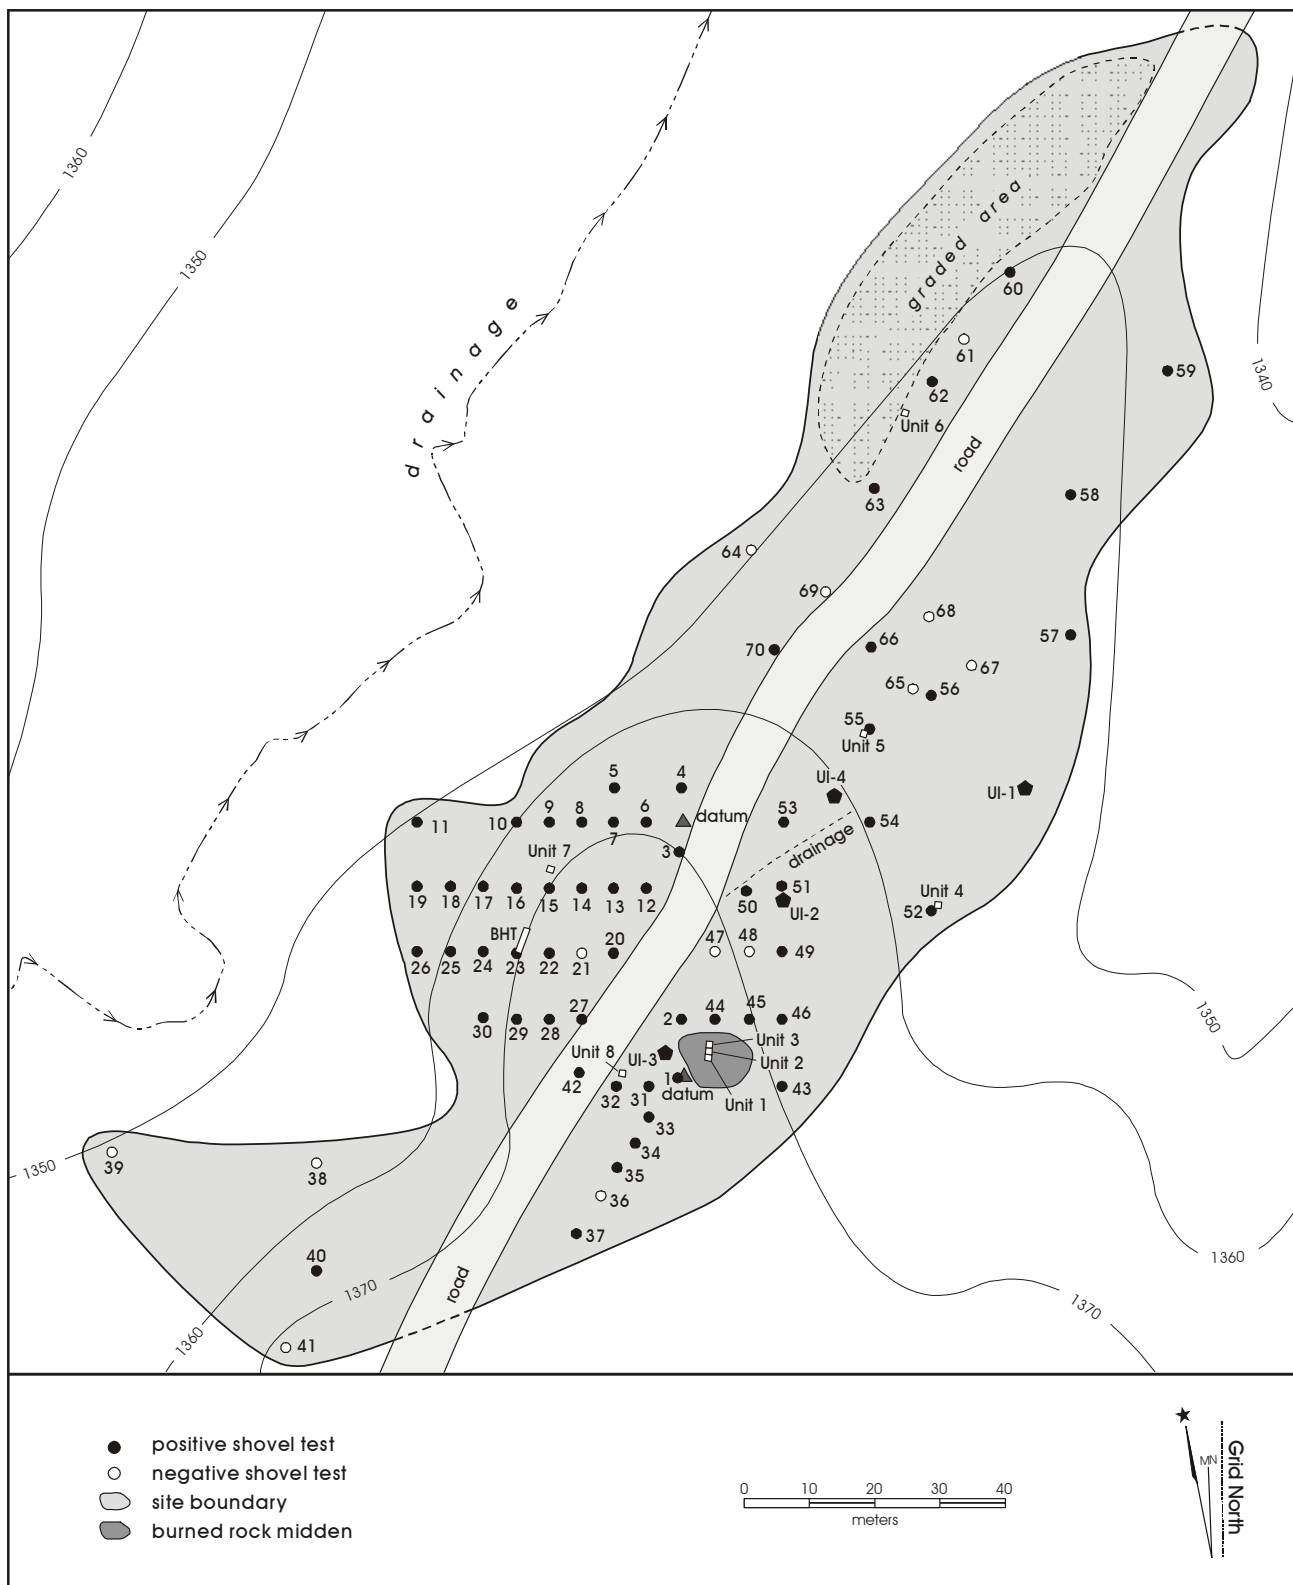 1360
1350
drainage
graded area
60
61
1340
59
62
Unit 6
road
58
63
64
69
68
66
57
70
67
65
56
55
Unit 5
5
4
UI-4
UI-1
11
10
9
8
7
6
datum
53
54
3
drainage
Unit 7
19
18
17
16
15
14
13
12
50
51
UI-2
Unit 4
52
BHT
26
25
24
23
22
21
20
47
48
49
30
29
28
27
2
44
45
46
1350
Unit 8
UI-3
Unit 3
Unit 2
42
32
31
1
datum
Unit 1
43
33
34
39
38
35
1350
36
37
40
1360
1370
road
1370
1360
41
positive shovel test
negative shovel test
site boundary
burned rock midden
0 10 20 30 40
meters
MN
Grid North